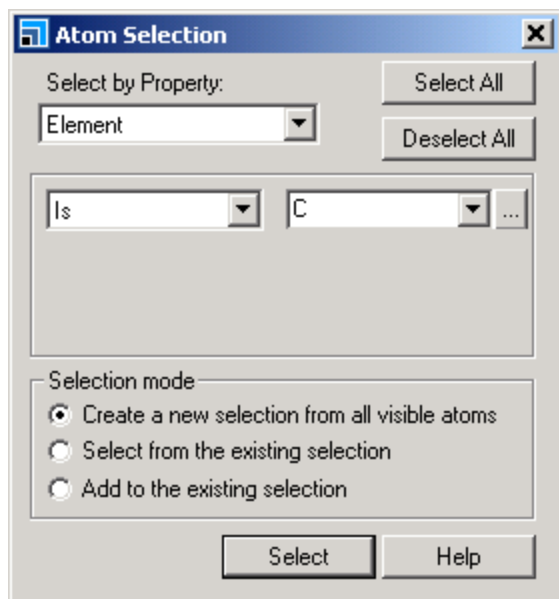 Atom Selection
Select by Property:
Select All
Element
Deselect All
Is
C
...
Selection mode
Create a new selection from all visible atoms
Select from the existing selection
Add to the existing selection
Select
Help